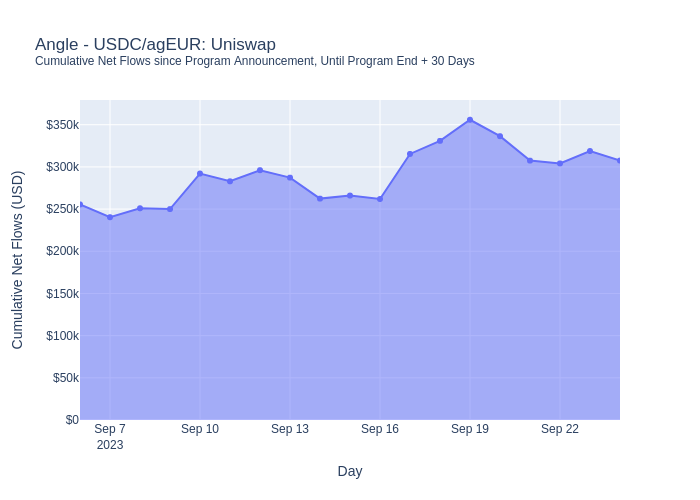 Angle - USDC/agEUR: Uniswap
Cumulative Net Flows since Program Announcement, Until Program End + 30 Days
Cumulative Net Flows (USD)
$350k
$300k
$250k
$200k
$150k
$100k
$50k
$0
Sep 7 Sep 10 Sep 13 Sep 16 Sep 19 Sep 22
2023
Day